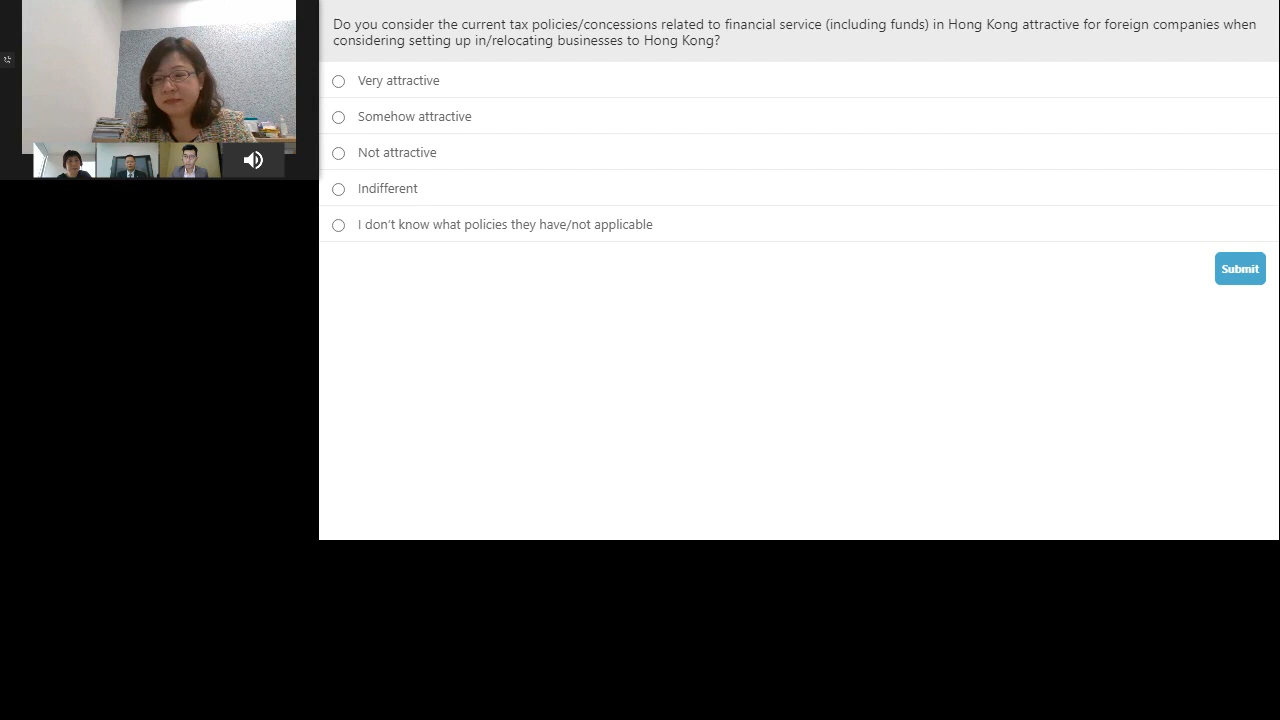 Do you consider the current tax policies/concessions related to financial service (including funds) in Hong Kong attractive for foreign companies when
considering setting up in/relocating businesses to Hong Kong?
Very attractive
Somehow attractive
Not attractive
Indifferent
I don’t know what policies they have/not applicable
Submit